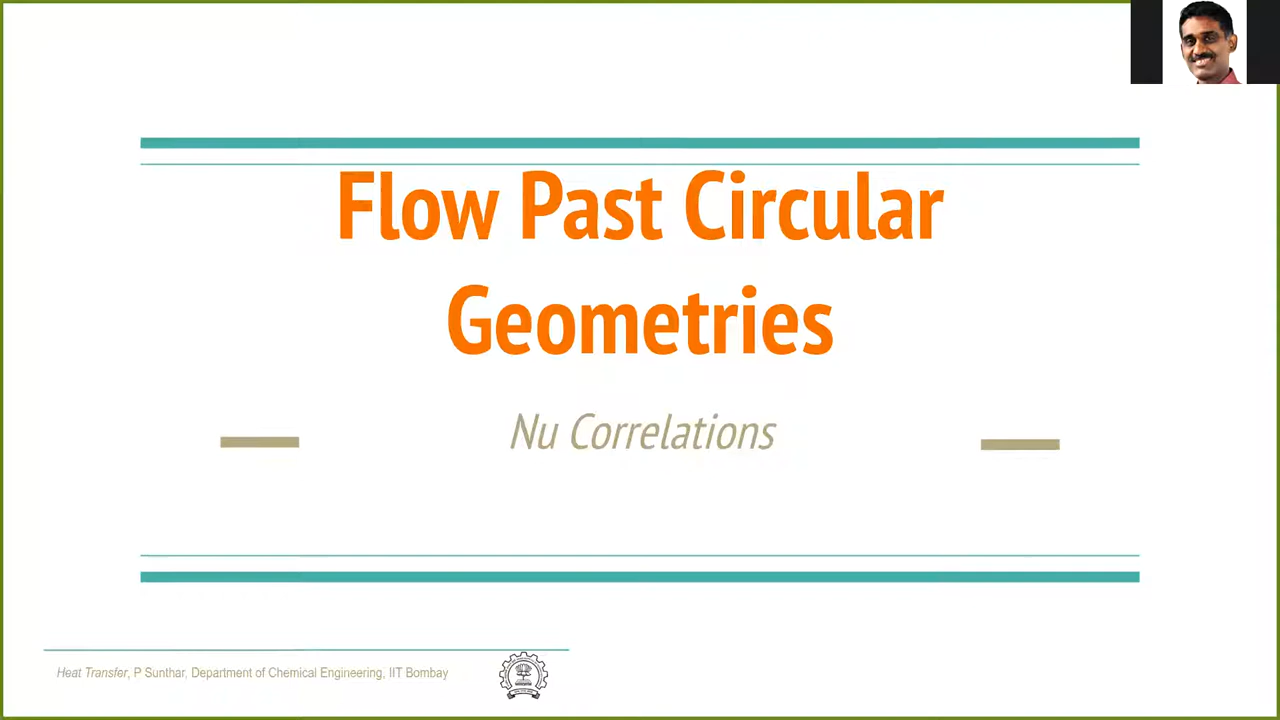 Flow Past Circular
Geometries
Nu Correlations
Heat Transfer, P Sunthar, Department of Chemical Engineering, IIT Bombay